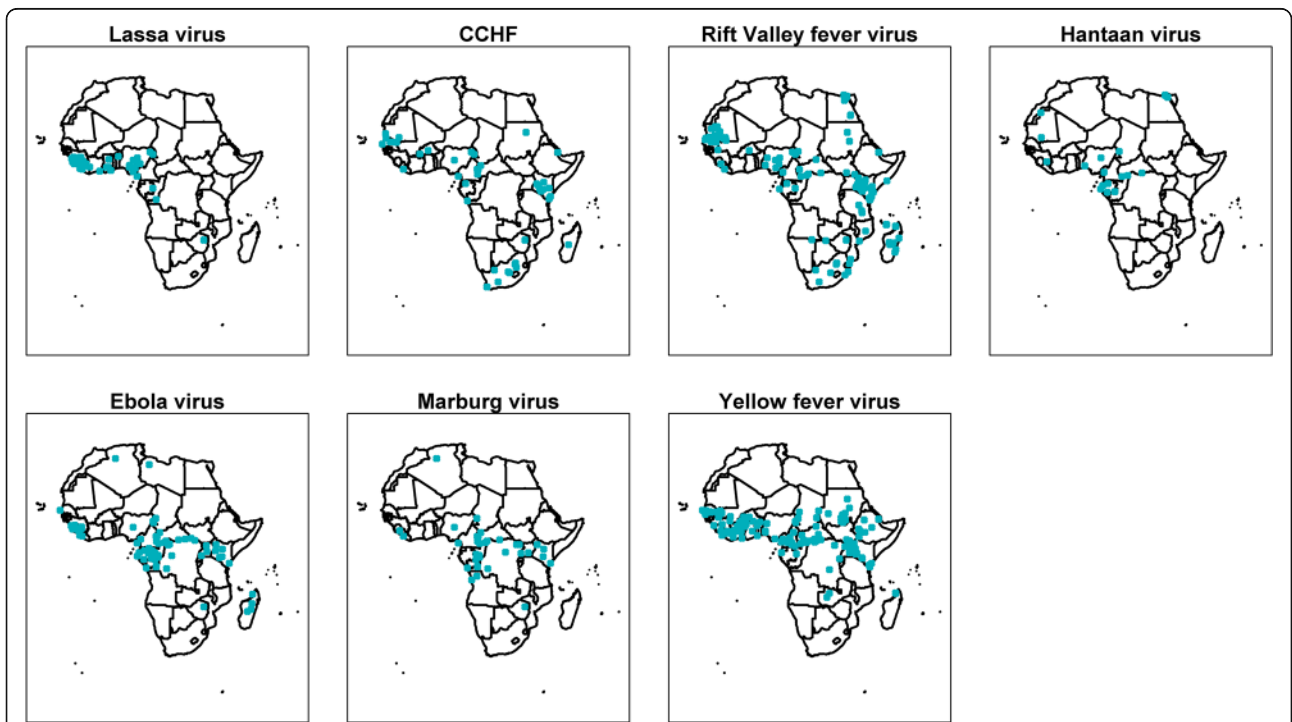 Lassa virus
CCHF
Rift Valley fever virus
Hantaan virus
Ebola virus
Marburg virus
Yellow fever virus